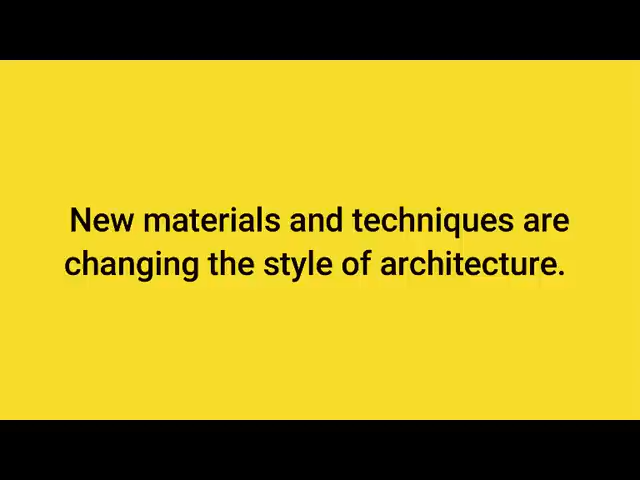 New materials and techniques are
changing the style of architecture.